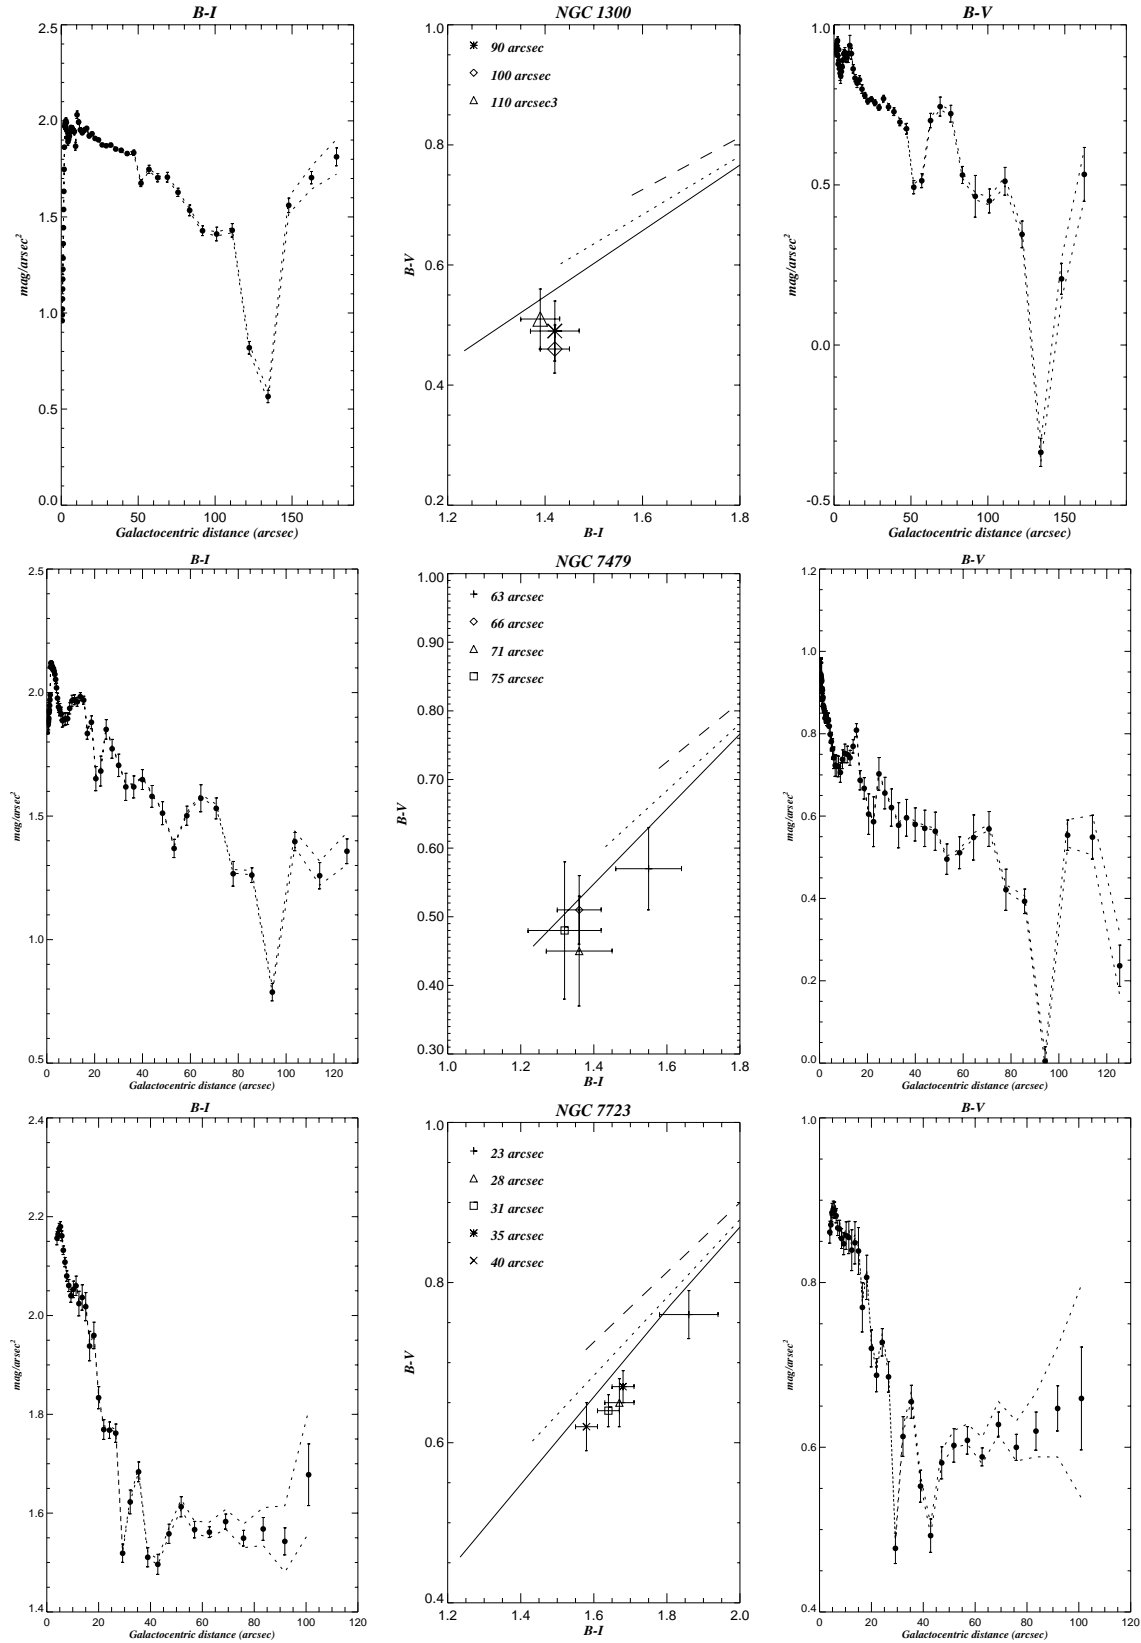 B-I
2.5
2.0
1.5
1.0
0.5
0.0
mag/arsec²
0 50 100 150
Galactocentric distance (arcsec)
NGC 1300
90 arcsec
100 arcsec
110 arcsec3
1.0
0.8
0.6
0.4
0.2
B-V
1.2 1.4 1.6 1.8
B-I
B-V
1.0
0.5
0.0
-0.5
mag/arsec²
0 50 100 150
Galactocentric distance (arcsec)
B-I
2.5
2.0
1.5
1.0
0.5
mag/arsec²
0 20 40 60 80 100 120
Galactocentric distance (arcsec)
NGC 7479
63 arcsec
66 arcsec
71 arcsec
75 arcsec
1.00
0.90
0.80
0.70
0.60
0.50
0.40
0.30
B-V
1.0 1.2 1.4 1.6 1.8
B-I
B-V
1.2
1.0
0.8
0.6
0.4
0.2
0.0
mag/arsec²
0 20 40 60 80 100 120
Galactocentric distance (arcsec)
B-I
2.4
2.2
2.0
1.8
1.6
1.4
mag/arsec²
0 20 40 60 80 100 120
Galactocentric distance (arcsec)
NGC 7723
23 arcsec
28 arcsec
31 arcsec
35 arcsec
40 arcsec
1.0
0.8
0.6
0.4
B-V
1.2 1.4 1.6 1.8 2.0
B-I
B-V
1.0
0.8
0.6
0.4
mag/arsec²
0 20 40 60 80 100 120
Galactocentric distance (arcsec)